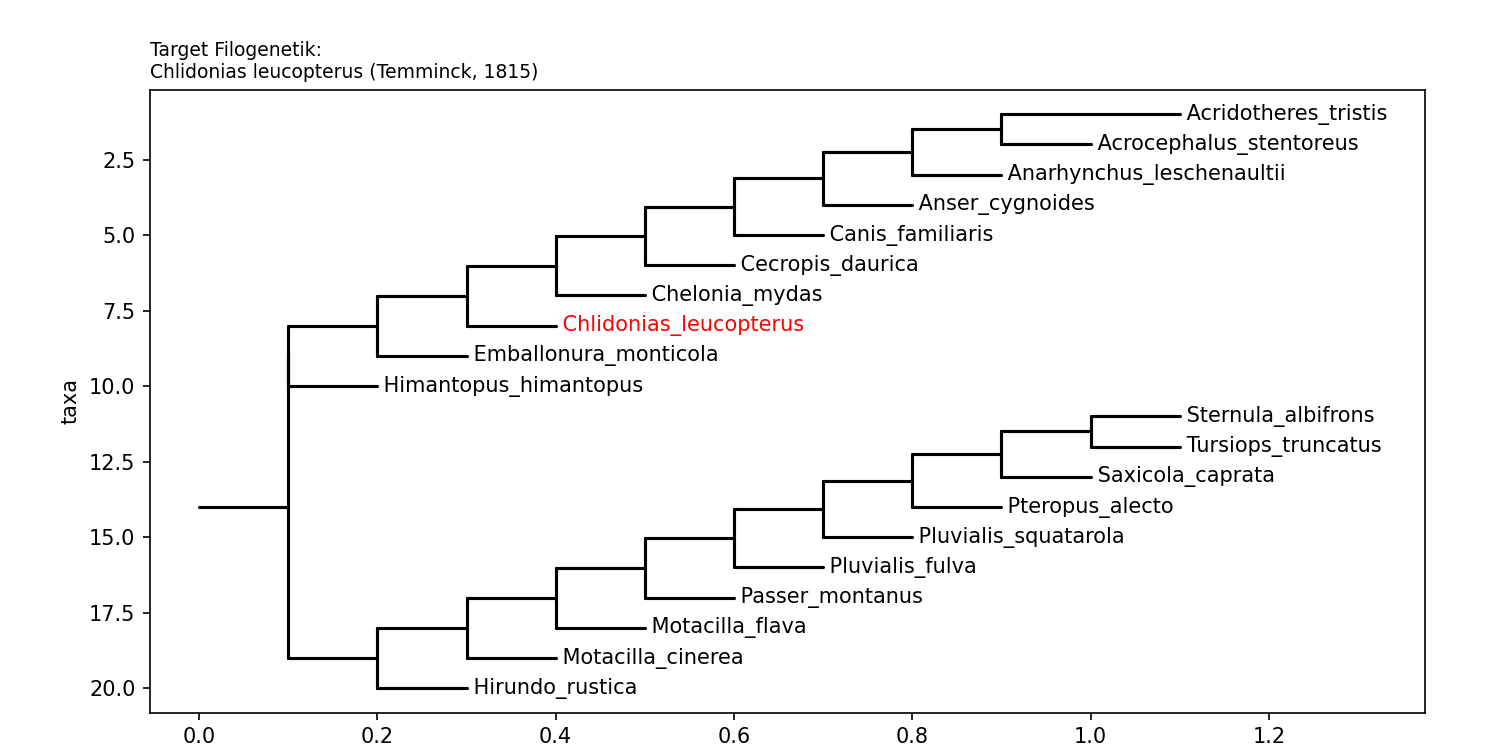 Target Filogenetik:
Chlidonias leucopterus (Temminck, 1815)
Acridotheres_tristis
Acrocephalus_stentoreus
2.5
Anarhynchus_leschenaultii
Anser_cygnoides
5.0
Canis_familiaris
Cecropis_daurica
Chelonia_mydas
7.5
Chlidonias_leucopterus
Emballonura_monticola
10.0
Himantopus_himantopus
taxa
Sternula_albifrons
Tursiops_truncatus
12.5
Saxicola_caprata
Pteropus_alecto
15.0
Pluvialis_squatarola
Pluvialis_fulva
Passer_montanus
17.5
Motacilla_flava
Motacilla_cinerea
20.0
Hirundo_rustica
0.0 0.2 0.4 0.6 0.8 1.0 1.2